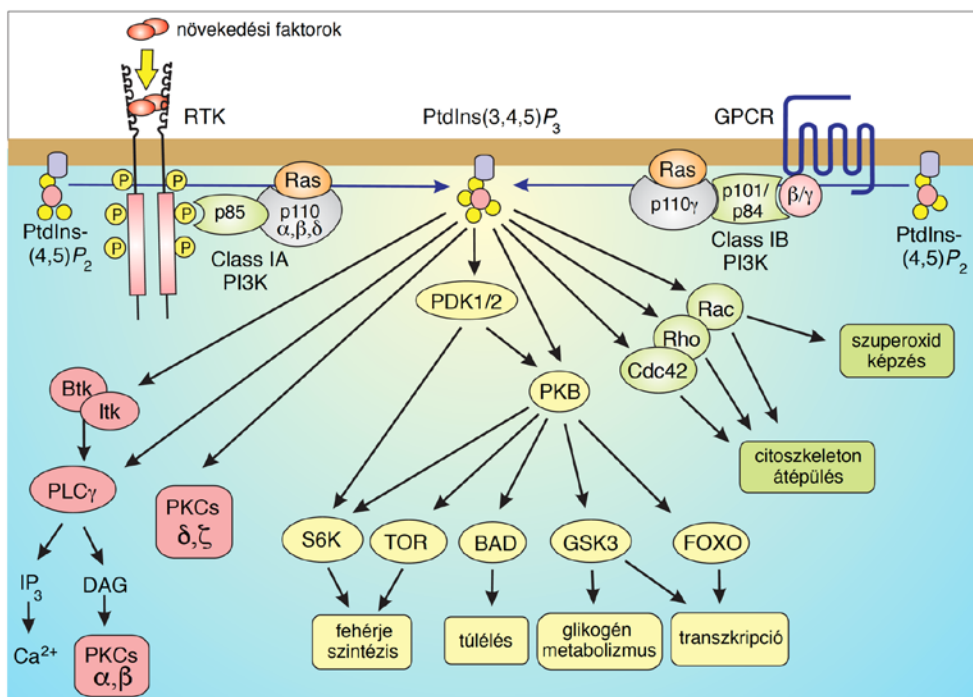 növekedési faktorok
RTK
PtdIns(3,4,5)P3
GPCR
P
P
P
P
P
P
PtdIns-
(4,5)P2
p85
Ras
p110
α,β,δ
Class IA
PI3K
Ras
p110γ
p101/
p84
β/γ
Class IB
PI3K
PtdIns-
(4,5)P2
PDK1/2
Rac
Rho
Cdc42
szuperoxid
képzés
Btk
Itk
PKB
citoszkeleton
átépülés
PLCγ
PKCs
δ,ζ
S6K
TOR
BAD
GSK3
FOXO
IP3
DAG
Ca2+
PKCs
α,β
fehérje
szintézis
túlélés
glikogén
metabolizmus
transzkripció